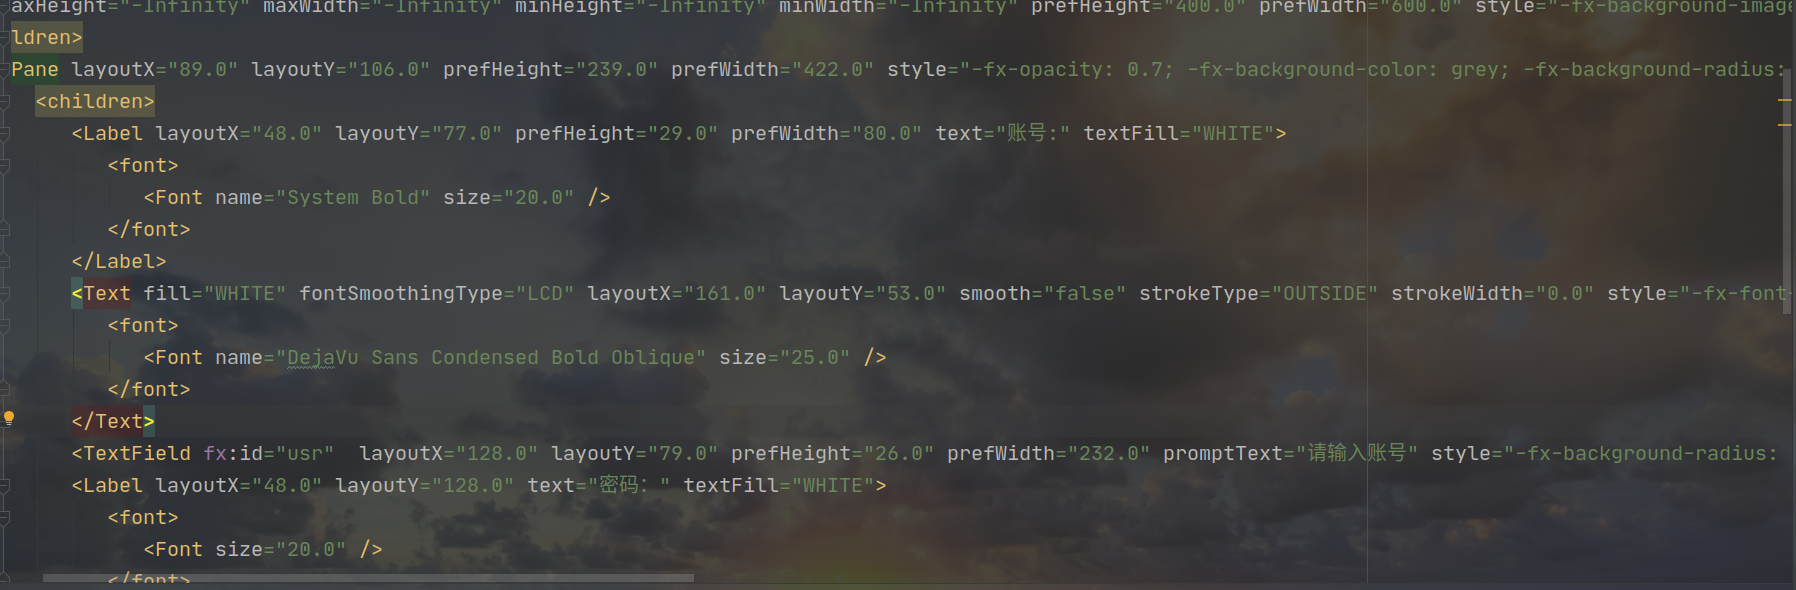 axHeight="-Infinity" maxWidth="-Infinity" minHeight="-Infinity" minWidth="-Infinity" prefHeight="400.0" prefWidth="600.0" style="-fx-background-image
ldren>
Pane layoutX="89.0" layoutY="106.0" prefHeight="239.0" prefWidth="422.0" style="-fx-opacity: 0.7; -fx-background-color: grey; -fx-background-radius:
<children>
<Label layoutX="48.0" layoutY="77.0" prefHeight="29.0" prefWidth="80.0" text="账号:" textFill="WHITE">
<font>
<Font name="System Bold" size="20.0" />
</font>
</Label>
<Text fill="WHITE" fontSmoothingType="LCD" layoutX="161.0" layoutY="53.0" smooth="false" strokeType="OUTSIDE" strokeWidth="0.0" style="-fx-font-
<font>
<Font name="DejaVu Sans Condensed Bold Oblique" size="25.0" />
</font>
</Text>
<TextField fx:id="usr"  layoutX="128.0" layoutY="79.0" prefHeight="26.0" prefWidth="232.0" promptText="请输入账号" style="-fx-background-radius:
<Label layoutX="48.0" layoutY="128.0" text="密码：" textFill="WHITE">
<font>
<Font size="20.0" />
</font>